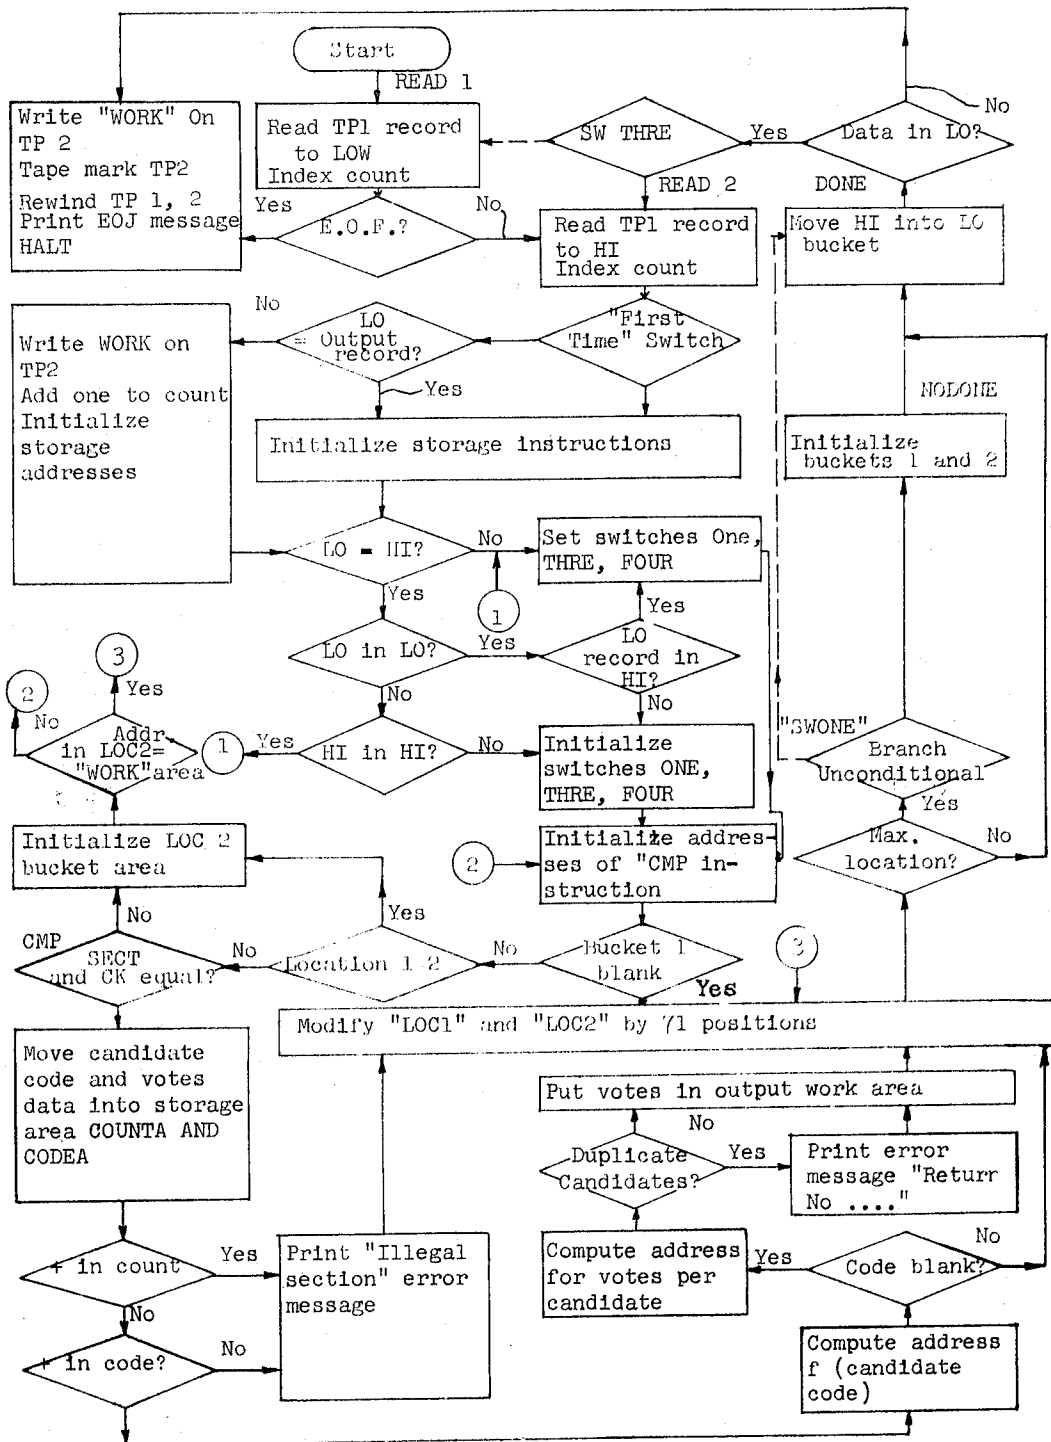 Start
READ 1
No
Write "WORK" On
TP 2
Tape mark TP2
Rewind TP 1, 2
Print EOJ message
HALT
Read TP1 record
to LOW
Index count
SW THRE
Yes
Data in LO?
READ 2
DONE
Yes
E.O.F.?
No
Read TP1 record
to HI
Index count
Move HI into LO
bucket
No
LO
= Output
record?
"First
Time" Switch
Write WORK on
TP2
Add one to count
Initialize
storage
addresses
Yes
NODONE
Initialize storage instructions
Initialize
buckets 1 and 2
LO = HI?
No
Set switches One,
THRE, FOUR
Yes
1
Yes
LO in LO?
Yes
LO
record in
HI?
3
Yes
2
No
No
No
"SWONE"
Addr.
in LOC2=
"WORK" area
1
Yes
HI in HI?
No
Initialize
switches ONE,
THRE, FOUR
Branch
Unconditional
Yes
Initialize LOC 2
bucket area
2
Initialize addres-
ses of "CMP in-
struction
Max.
location?
No
No
Yes
CMP
SECT
and CK equal?
No
Location 1 2
No
Bucket 1
blank
3
Yes
Modify "LOC1" and "LOC2" by 71 positions
Move candidate
code and votes
data into storage
area COUNTA AND
CODEA
Put votes in output work area
No
Duplicate
Candidates?
Yes
Print error
message "Returr
No ...."
+ in count
Yes
Print "Illegal
section" error
message
Compute address
for votes per
candidate
Yes
Code blank?
No
No
+ in code?
No
Compute address
f (candidate
code)